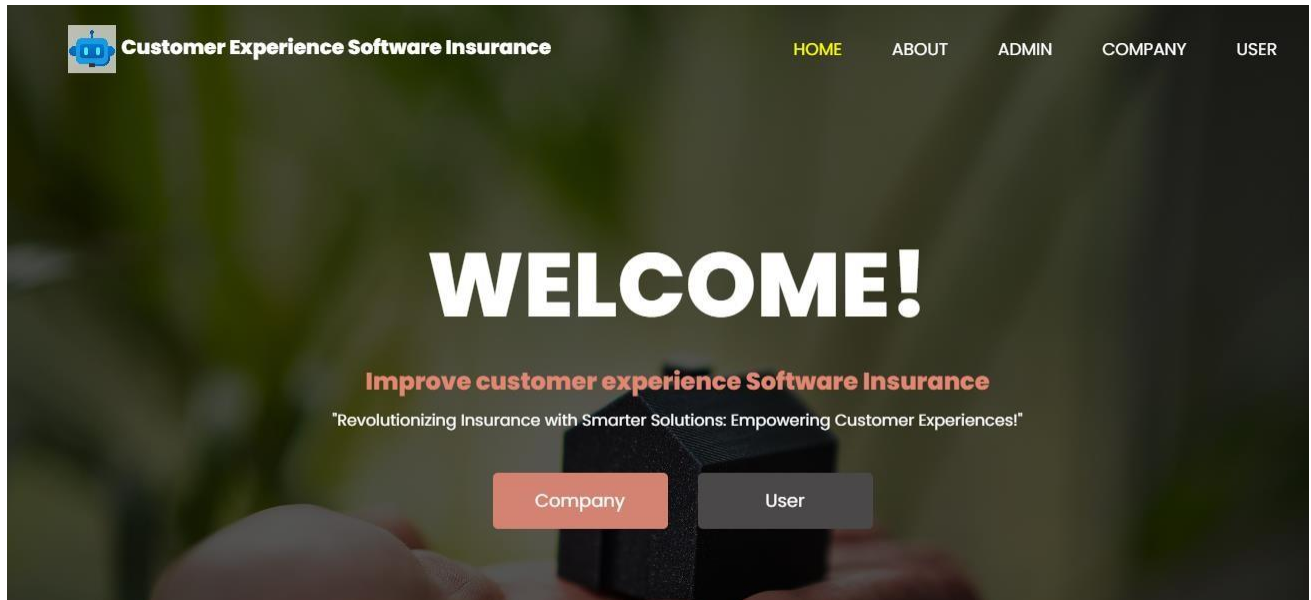 Customer Experience Software Insurance
HOME ABOUT ADMIN COMPANY USER
WELCOME!
Improve customer experience Software Insurance
"Revolutionizing Insurance with Smarter Solutions: Empowering Customer Experiences!"
Company User